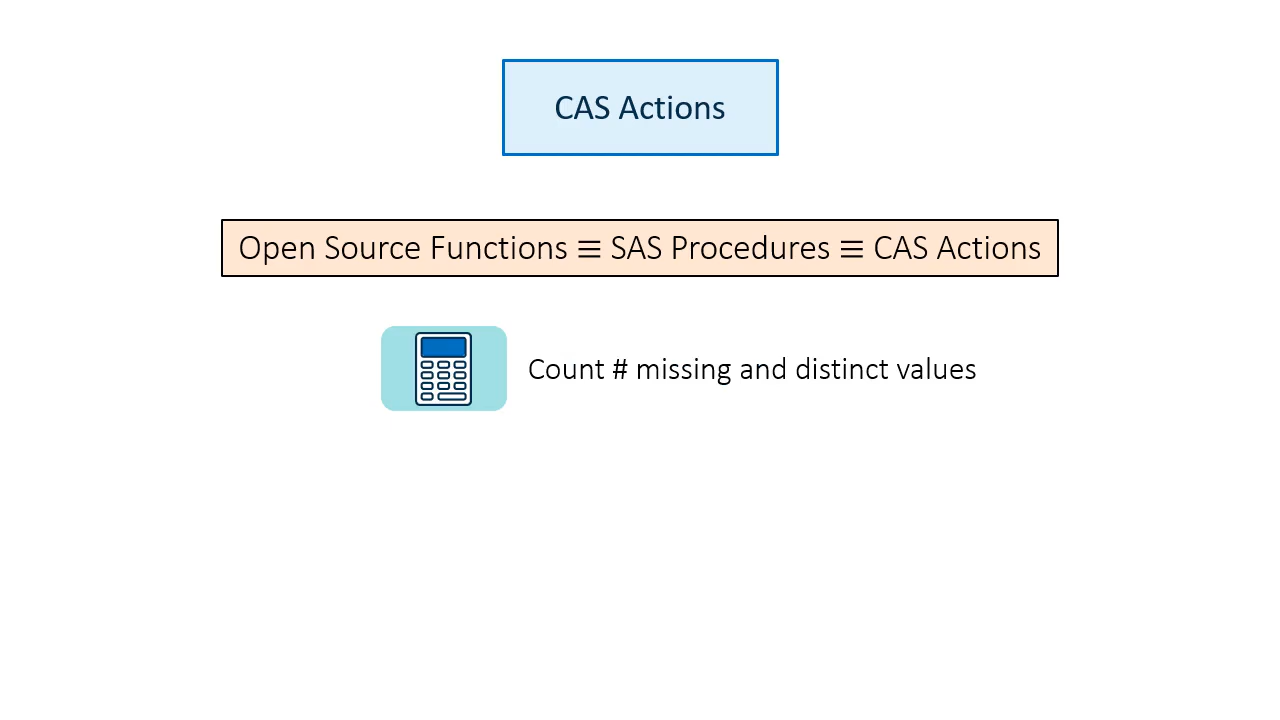 CAS Actions
Open Source Functions ≡ SAS Procedures ≡ CAS Actions
Count # missing and distinct values